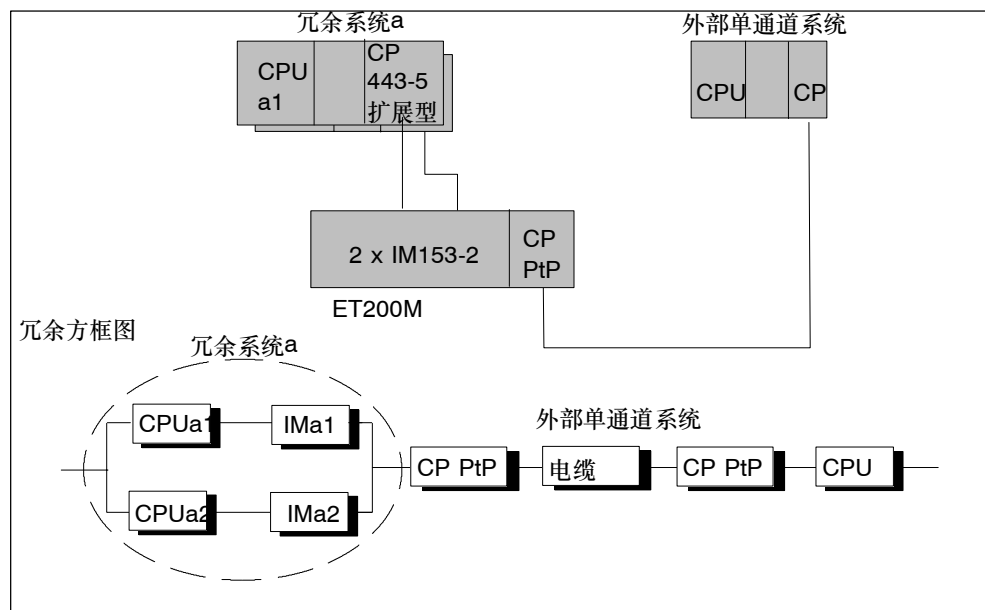 冗余系统a
外部单通道系统
CPU
a1
CP
443-5
扩展型
CPU
CP
2 x IM153-2
CP
PtP
ET200M
冗余方框图
冗余系统a
外部单通道系统
CPUa1
IMa1
CP PtP
电缆
CP PtP
CPU
CPUa2
IMa2